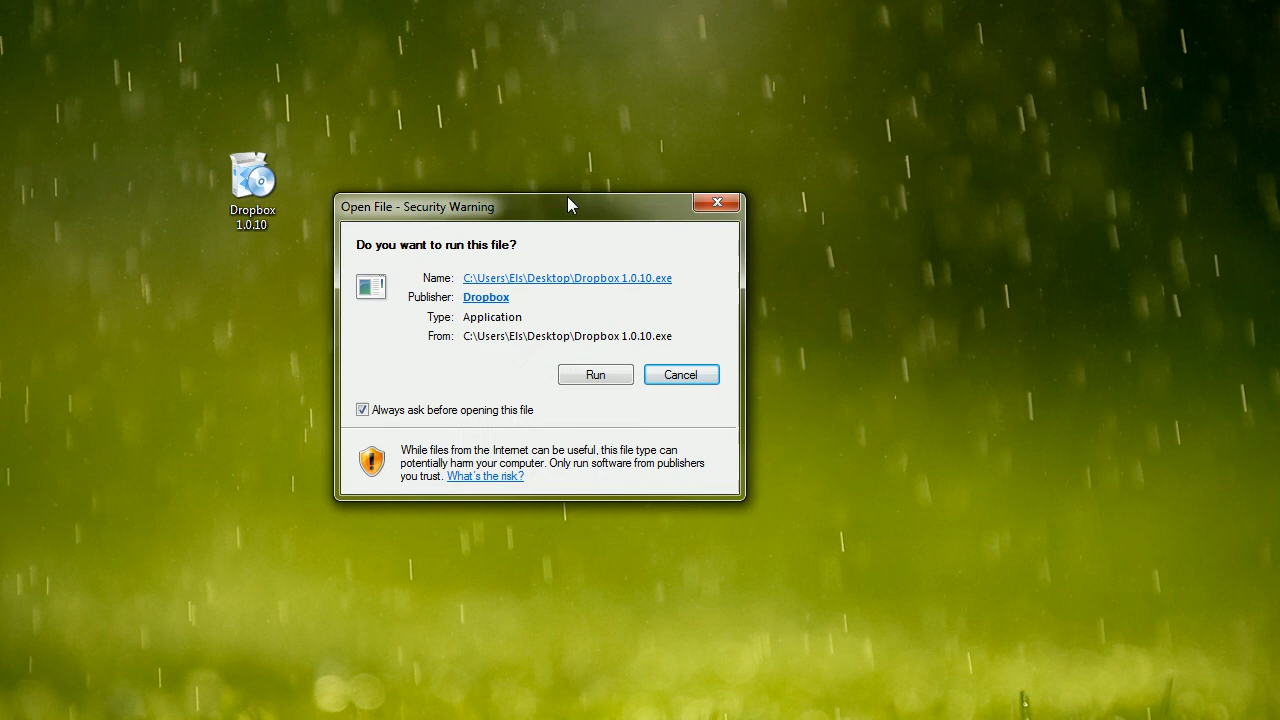 Dropbox
1.0.10
Open File - Security Warning
Do you want to run this file?
Name: C:\Users\Els\Desktop\Dropbox 1.0.10.exe
Publisher: Dropbox
Type: Application
From: C:\Users\Els\Desktop\Dropbox 1.0.10.exe
Run Cancel
Always ask before opening this file
While files from the Internet can be useful, this file type can
potentially harm your computer. Only run software from publishers
you trust. What's the risk?